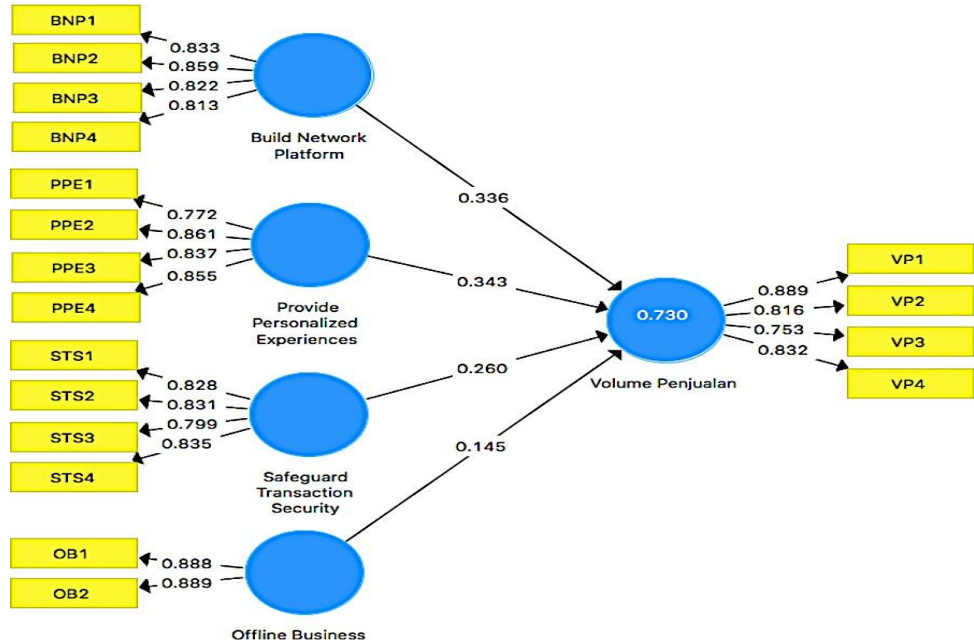 BNP1
BNP2
BNP3
BNP4
0.833
0.859
0.822
0.813
Build Network
Platform
PPE1
PPE2
PPE3
PPE4
0.772
0.861
0.837
0.855
Provide
Personalized
Experiences
STS1
STS2
STS3
STS4
0.828
0.831
0.799
0.835
Safeguard
Transaction
Security
OB1
OB2
0.888
0.889
Offline Business
0.336
0.343
0.260
0.145
0.730
Volume Penjualan
0.889
0.816
0.753
0.832
VP1
VP2
VP3
VP4